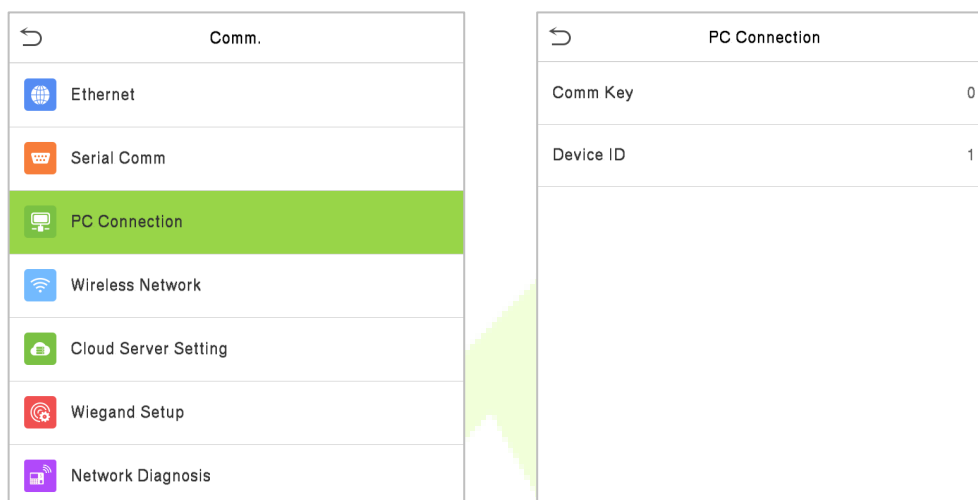 Comm.
Ethernet
Serial Comm
PC Connection
Wireless Network
Cloud Server Setting
Wiegand Setup
Network Diagnosis
PC Connection
Comm Key 0
Device ID 1